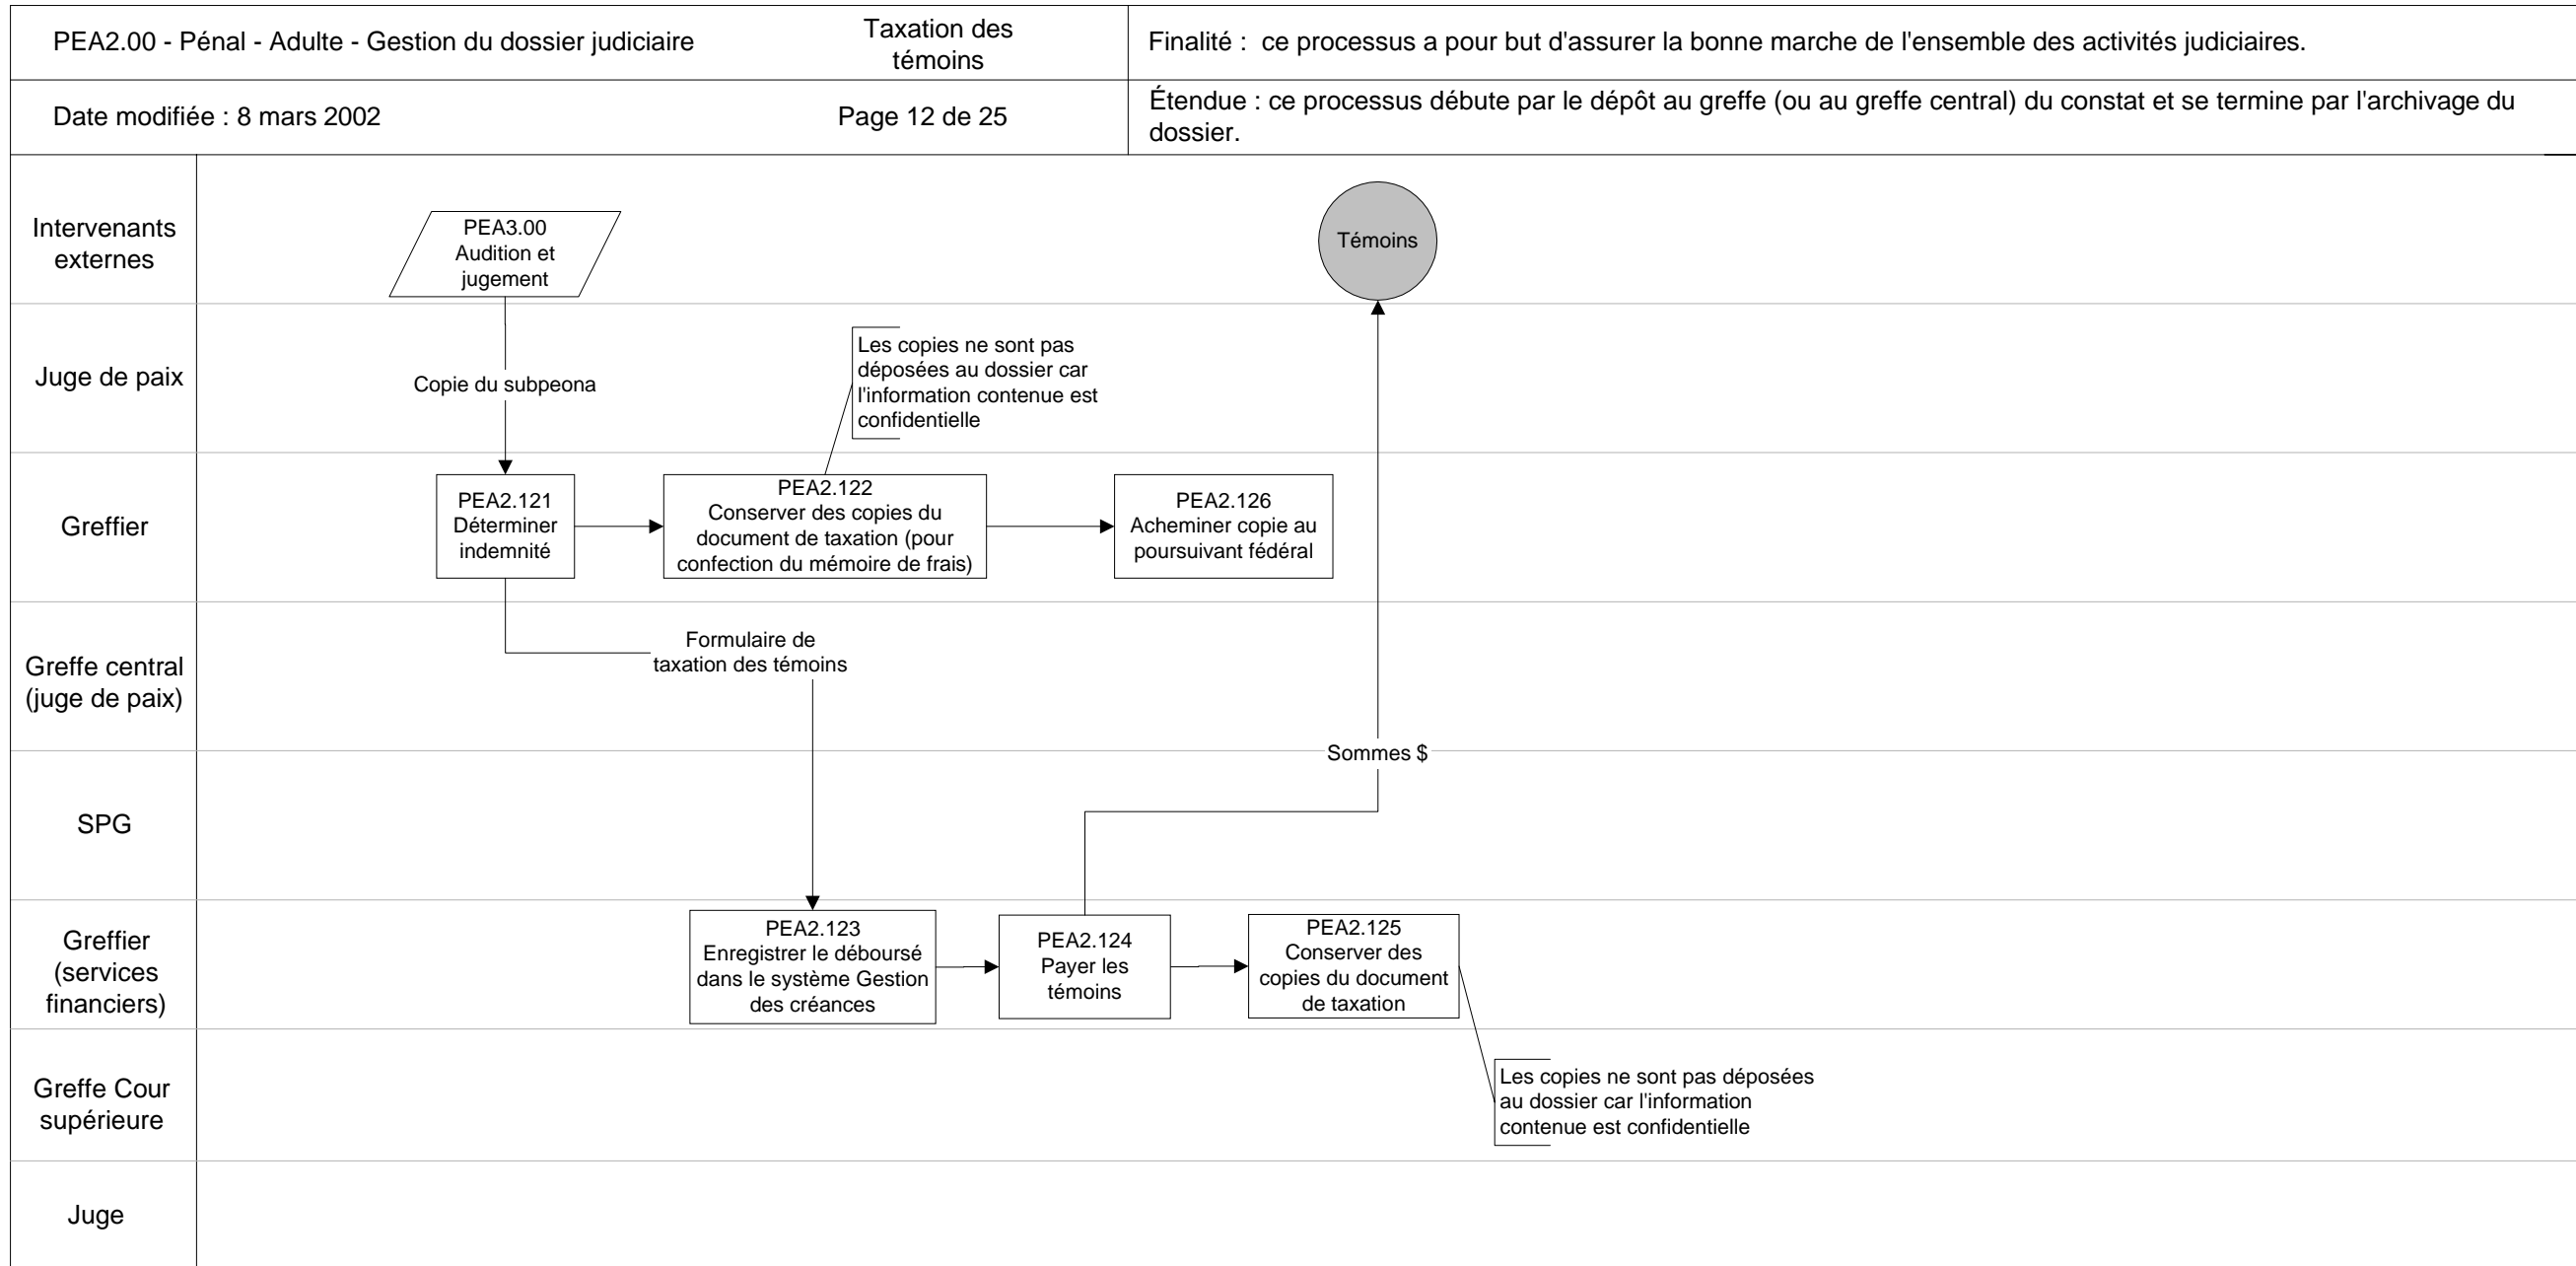 PEA2.00 - Pénal - Adulte - Gestion du dossier judiciaire
Taxation des
témoins
Finalité :  ce processus a pour but d'assurer la bonne marche de l'ensemble des activités judiciaires.
Date modifiée : 8 mars 2002
Page 12 de 25
Étendue : ce processus débute par le dépôt au greffe (ou au greffe central) du constat et se termine par l'archivage du
dossier.
Intervenants
externes
PEA3.00
Audition et
jugement
Témoins
Juge de paix
Copie du subpeona
Les copies ne sont pas
déposées au dossier car
l'information contenue est
confidentielle
Greffier
PEA2.121
Déterminer
indemnité
PEA2.122
Conserver des copies du
document de taxation (pour
confection du mémoire de frais)
PEA2.126
Acheminer copie au
poursuivant fédéral
Greffe central
(juge de paix)
Formulaire de
taxation des témoins
Sommes $
SPG
Greffier
(services
financiers)
PEA2.123
Enregistrer le déboursé
dans le système Gestion
des créances
PEA2.124
Payer les
témoins
PEA2.125
Conserver des
copies du document
de taxation
Greffe Cour
supérieure
Les copies ne sont pas déposées
au dossier car l'information
contenue est confidentielle
Juge